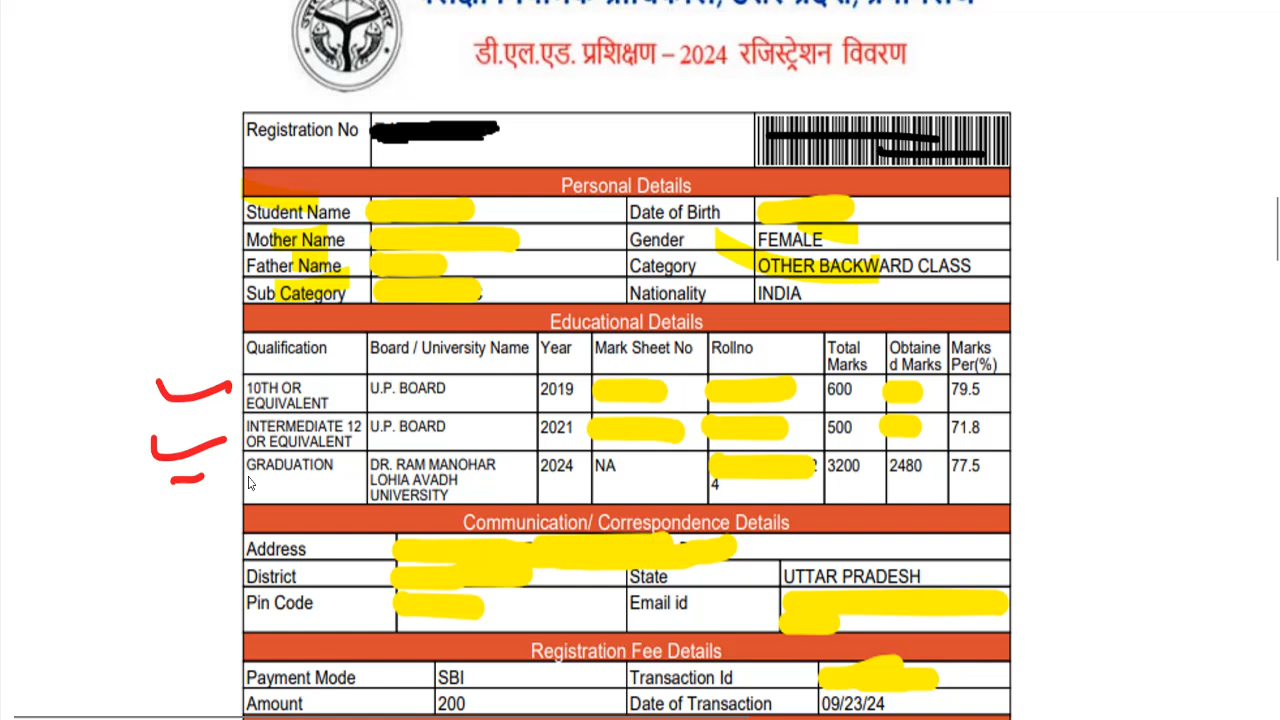 डी.एल.एड. प्रशिक्षण – 2024 रजिस्ट्रेशन विवरण
Registration No
Personal Details
Student Name Date of Birth
Mother Name Gender FEMALE
Father Name Category OTHER BACKWARD CLASS
Sub Category Nationality INDIA
Educational Details
Qualification Board / University Name Year Mark Sheet No Rollno Total Marks Obtained Marks Marks Per(%)
10TH OR EQUIVALENT U.P. BOARD 2019 600 79.5
INTERMEDIATE 12 OR EQUIVALENT U.P. BOARD 2021 500 71.8
GRADUATION DR. RAM MANOHAR LOHIA AVADH UNIVERSITY 2024 NA 4 3200 2480 77.5
Communication/ Correspondence Details
Address
District State UTTAR PRADESH
Pin Code Email id
Registration Fee Details
Payment Mode SBI Transaction Id
Amount 200 Date of Transaction 09/23/24